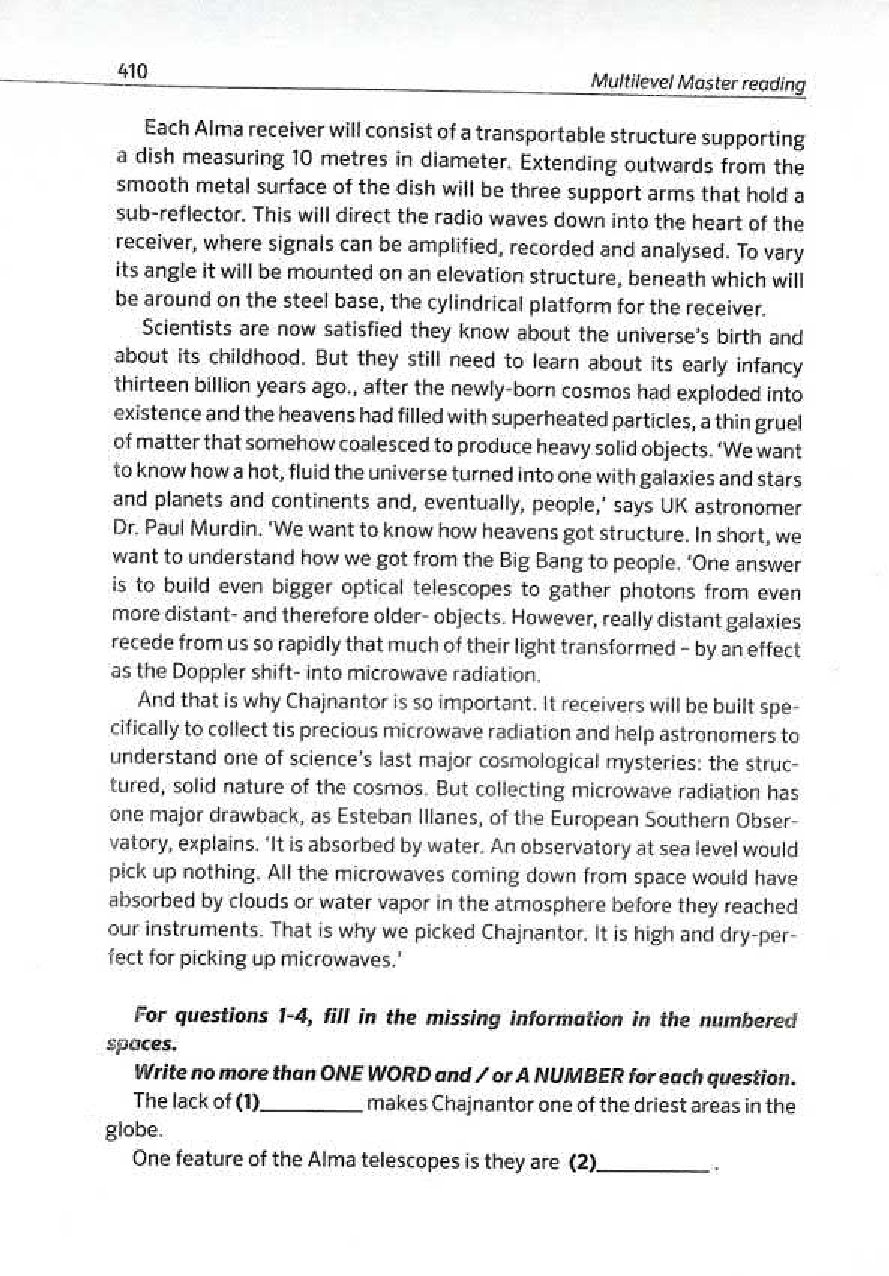 410
Multilevel Master reading
Each Alma receiver will consist of a transportable structure supporting
a dish measuring 10 metres in diameter. Extending outwards from the
smooth metal surface of the dish will be three support arms that hold a
sub-reflector. This will direct the radio waves down into the heart of the
receiver, where signals can be amplified, recorded and analysed. To vary
its angle it will be mounted on an elevation structure, beneath which will
be around on the steel base, the cylindrical platform for the receiver.
Scientists are now satisfied they know about the universe's birth and
about its childhood. But they still need to learn about its early infancy
thirteen billion years ago., after the newly-born cosmos had exploded into
existence and the heavens had filled with superheated particles, a thin gruel
of matter that somehow coalesced to produce heavy solid objects. 'We want
to know how a hot, fluid the universe turned into one with galaxies and stars
and planets and continents and, eventually, people,' says UK astronomer
Dr. Paul Murdin. 'We want to know how heavens got structure. In short, we
want to understand how we got from the Big Bang to people. 'One answer
is to build even bigger optical telescopes to gather photons from even
more distant- and therefore older- objects. However, really distant galaxies
recede from us so rapidly that much of their light transformed – by an effect
as the Doppler shift- into microwave radiation.
And that is why Chajnantor is so important. It receivers will be built spe-
cifically to collect tis precious microwave radiation and help astronomers to
understand one of science's last major cosmological mysteries: the struc-
tured, solid nature of the cosmos. But collecting microwave radiation has
one major drawback, as Esteban Illanes, of the European Southern Obser-
vatory, explains. 'It is absorbed by water. An observatory at sea level would
pick up nothing. All the microwaves coming down from space would have
absorbed by clouds or water vapor in the atmosphere before they reached
our instruments. That is why we picked Chajnantor. It is high and dry-per-
fect for picking up microwaves.'
For questions 1-4, fill in the missing information in the numbered
spaces.
Write no more than ONE WORD and / or A NUMBER for each question.
The lack of (1)__________ makes Chajnantor one of the driest areas in the
globe.
One feature of the Alma telescopes is they are (2)___________ .